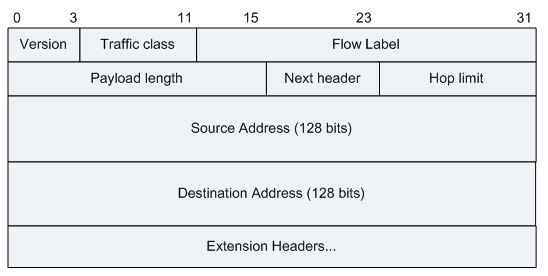 0 3 11 15 23 31
Version Traffic class Flow Label
Payload length Next header Hop limit
Source Address (128 bits)
Destination Address (128 bits)
Extension Headers...